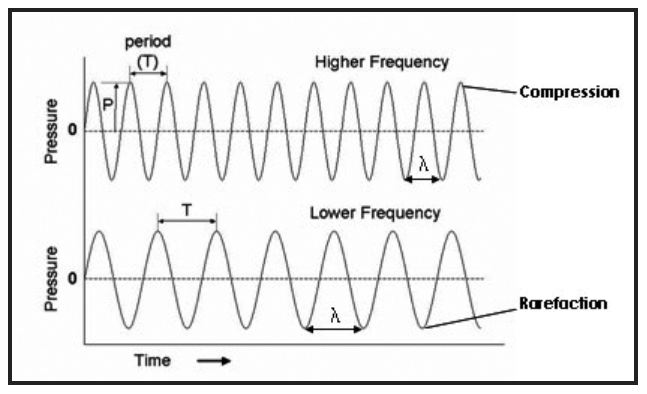 period
(T)
Higher Frequency
Compression
P
Pressure
0
λ
T
Lower Frequency
Pressure
0
λ
Rarefaction
Time